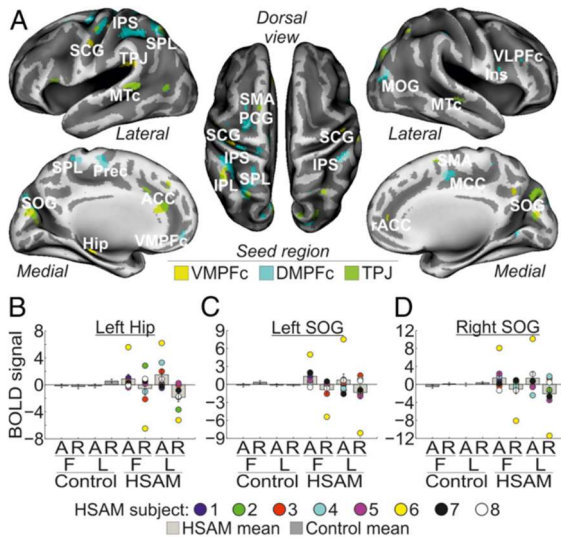 A
Dorsal view
IPS
SCG
SPL
TPJ
MTc
Lateral
SMA
PCG
SCG
SCG
IPS
IPS
IPL
SPL
VLPFc
Ins
MOG
MTc
Lateral
SPL
Prec
SOG
ACC
VMPFc
Hip
Medial
SMA
MCC
SOG
rACC
Medial
Seed region
VMPFc DMPFc TPJ
B C D
Left Hip Left SOG Right SOG
BOLD signal
8
4
0
-4
-8
9
6
3
0
-3
-6
-9
12
8
4
0
-4
-8
-12
A R A R A R A R
F L F L
Control HSAM
A R A R A R A R
F L F L
Control HSAM
A R A R A R A R
F L F L
Control HSAM
HSAM subject: 1 2 3 4 5 6 7 8
HSAM mean Control mean